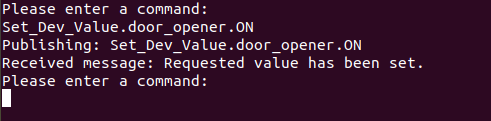 Please enter a command:
Set_Dev_Value.door_opener.ON
Publishing: Set_Dev_Value.door_opener.ON
Received message: Requested value has been set.
Please enter a command: